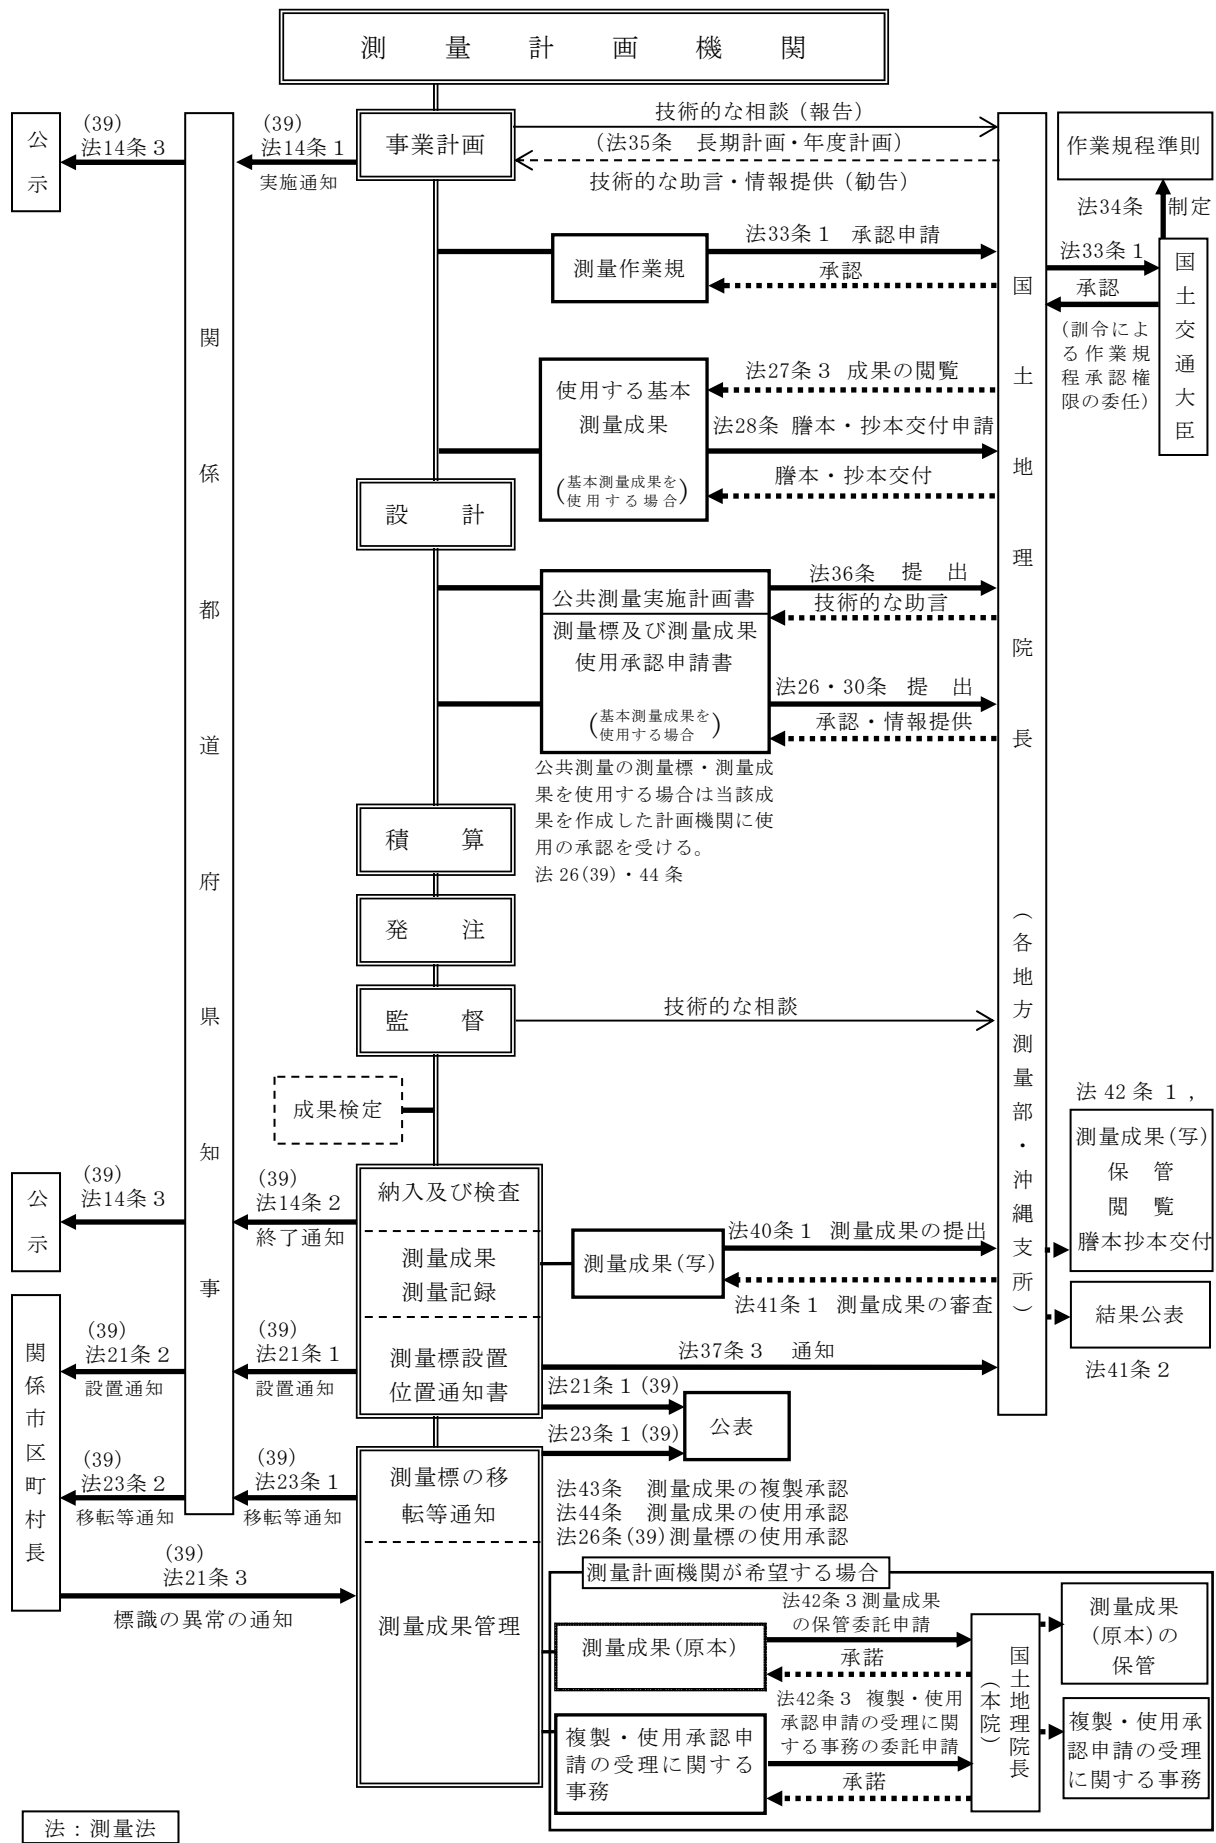 測量計画機関
公示
(39)
法14条3
(39)
法14条1
実施通知
事業計画
技術的な相談(報告)
(法35条 長期計画・年度計画)
技術的な助言・情報提供(勧告)
作業規程準則
法34条 制定
測量作業規
法33条1 承認申請
承認
法33条1
承認
(訓令によ
る作業規
程承認権
限の委任)
国土交通大臣
関係都道府県知事
国土地理院長(各地方測量部・沖縄支所)
使用する基本
測量成果
(基本測量成果を
使用する場合)
法27条3 成果の閲覧
法28条 謄本・抄本交付申請
謄本・抄本交付
設計
公共測量実施計画書
法36条 提出
技術的な助言
測量標及び測量成果
使用承認申請書
(基本測量成果を
使用する場合)
法26・30条 提出
承認・情報提供
公共測量の測量標・測量成
果を使用する場合は当該成
果を作成した計画機関に使
用の承認を受ける。
法26(39)・44条
積算
発注
監督
技術的な相談
成果検定
法42条1,
測量成果(写)
保管
閲覧
謄本抄本交付
公示
(39)
法14条3
(39)
法14条2
終了通知
納入及び検査
測量成果
測量記録
測量成果(写)
法40条1 測量成果の提出
法41条1 測量成果の審査
結果公表
法41条2
関係市区町村長
(39)
法21条2
設置通知
(39)
法21条1
設置通知
測量標設置
位置通知書
法37条3 通知
法21条1(39)
法23条1(39)
公表
(39)
法23条2
移転等通知
(39)
法23条1
移転等通知
測量標の移
転等通知
法43条 測量成果の複製承認
法44条 測量成果の使用承認
法26条(39)測量標の使用承認
(39)
法21条3
標識の異常の通知
測量成果管理
測量計画機関が希望する場合
測量成果(原本)
法42条3測量成果
の保管委託申請
承諾
国土地理院長(本院)
測量成果
(原本)の
保管
複製・使用承認申
請の受理に関する
事務
法42条3 複製・使用
承認申請の受理に関
する事務の委託申請
承諾
複製・使用承
認申請の受理
に関する事務
法:測量法